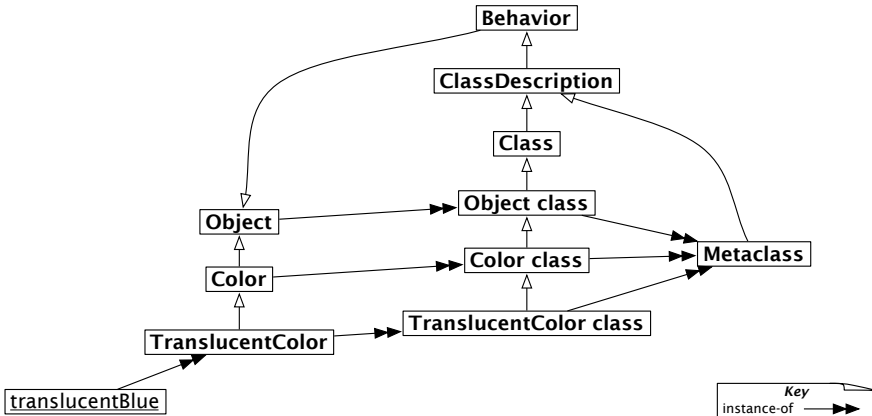 Behavior
ClassDescription
Class
Object class
Object
Metaclass
Color class
Color
TranslucentColor class
TranslucentColor
translucentBlue
Key
instance-of